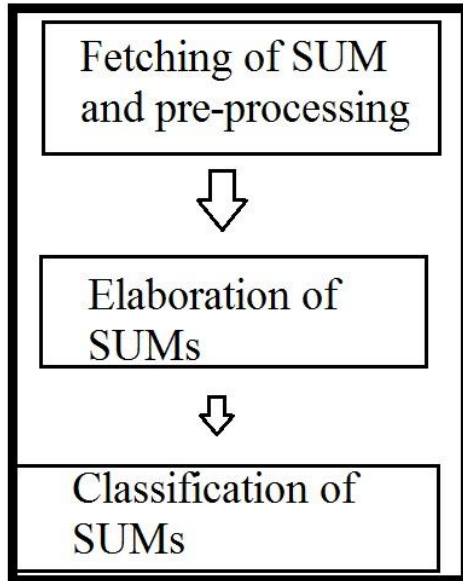 Fetching of SUM
and pre-processing
Elaboration of
SUMs
Classification of
SUMs